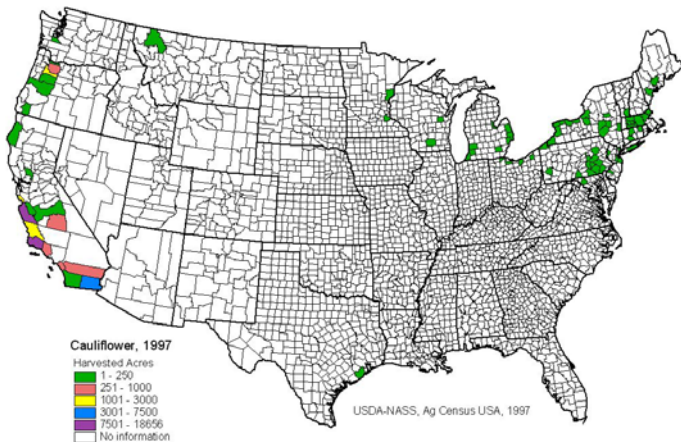 Cauliflower, 1997
Harvested Acres
1 - 250
251 - 1000
1001 - 3000
3001 - 7500
7501 - 18656
No information
USDA-NASS, Ag Census USA, 1997